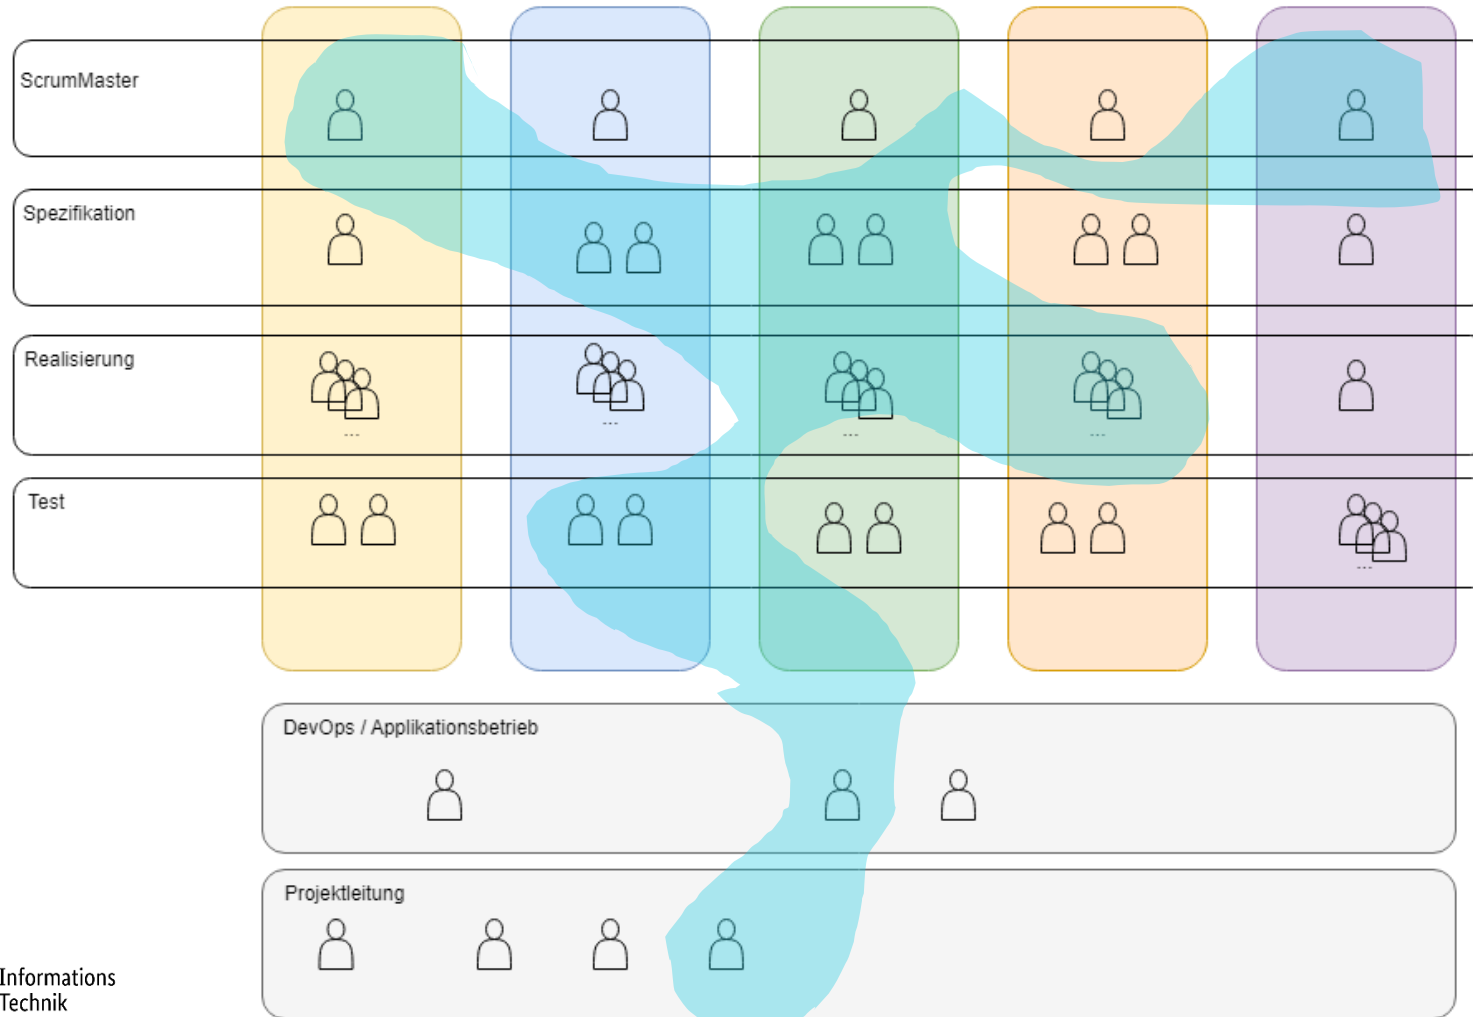 ScrumMaster
Spezifikation
Realisierung
...
...
...
...
Test
...
DevOps / Applikationsbetrieb
Projektleitung
Informations
Technik